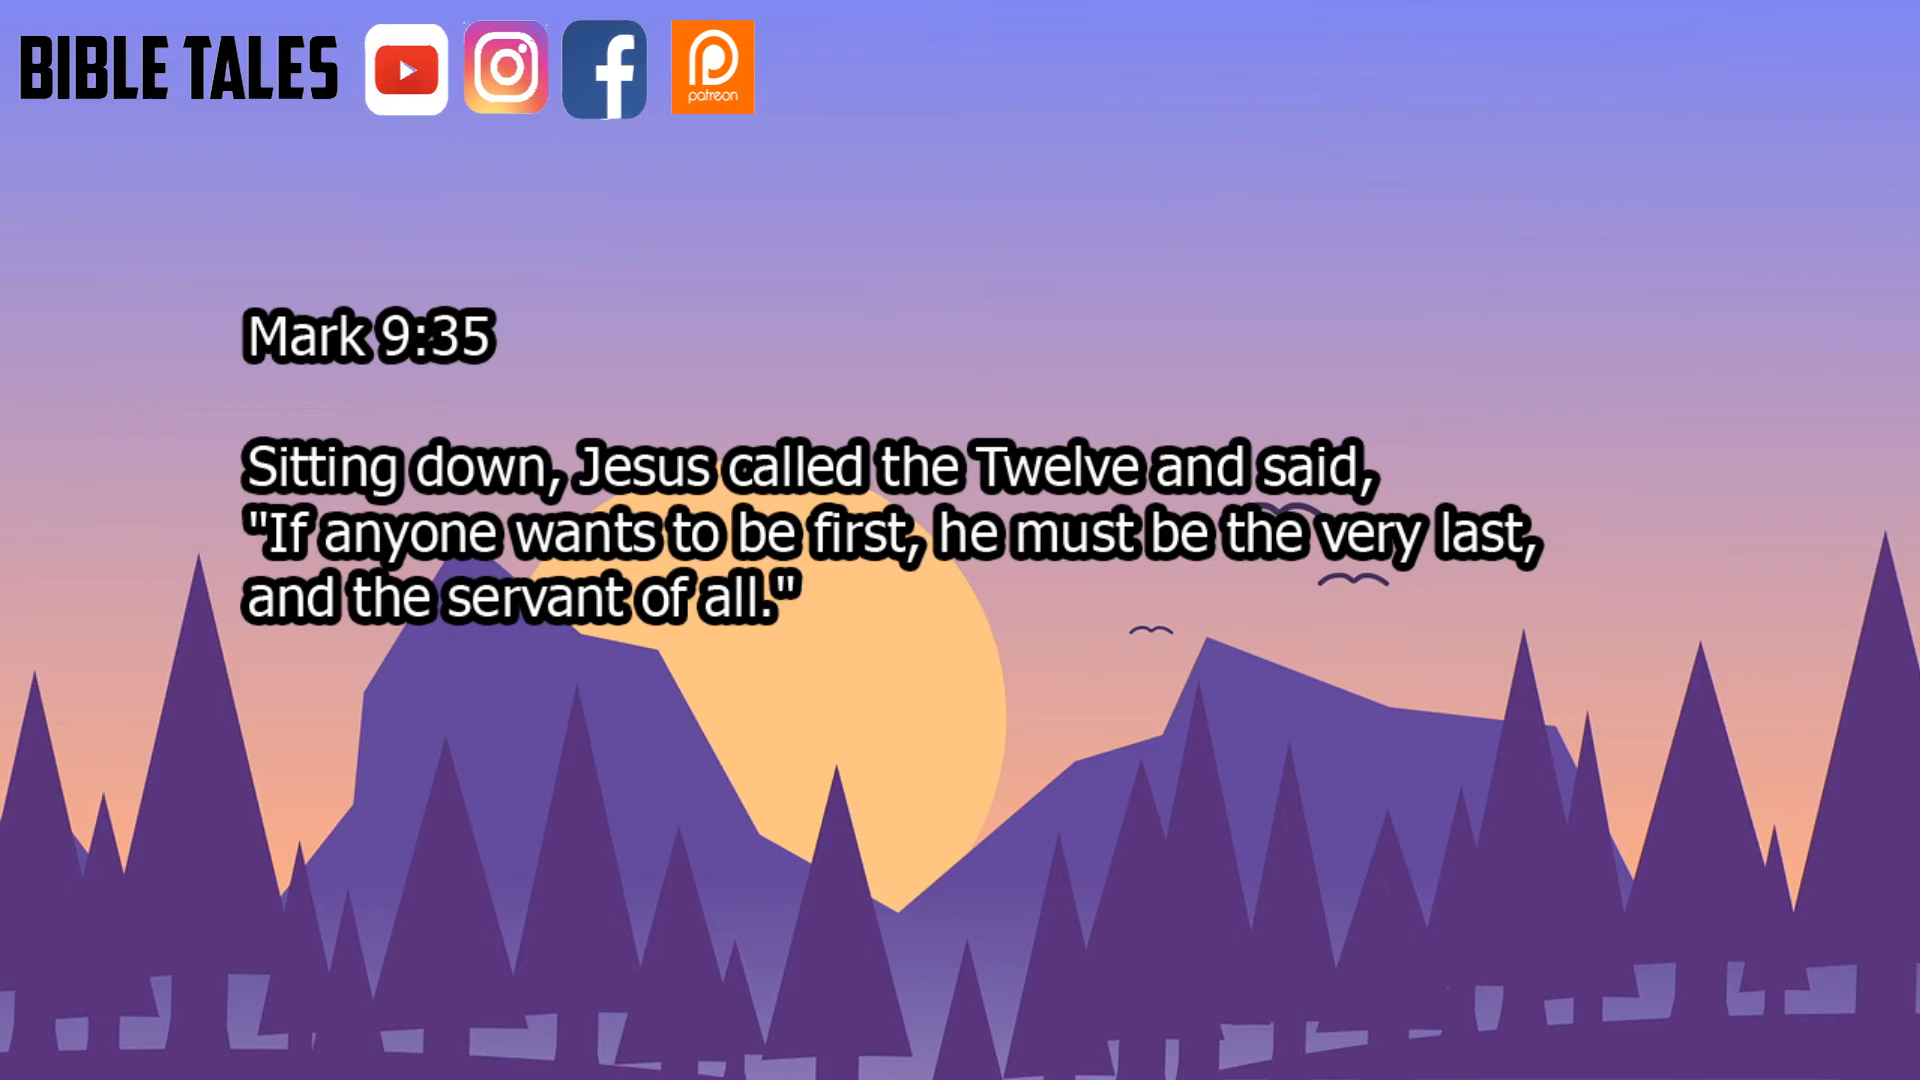 BIBLE TALES
patreon
Mark 9:35
Sitting down, Jesus called the Twelve and said,
"If anyone wants to be first, he must be the very last,
and the servant of all."